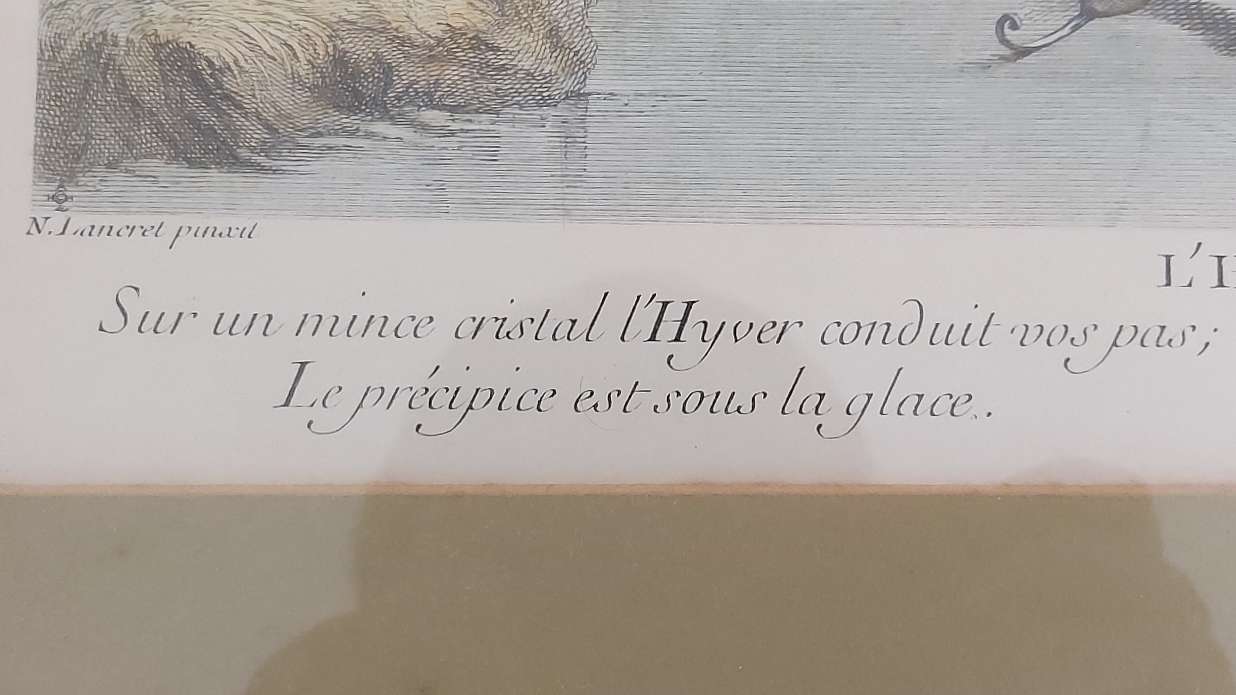 N. Lancret pinxit
L'H
Sur un mince cristal l'Hyver conduit vos pas;
Le précipice est sous la glace..